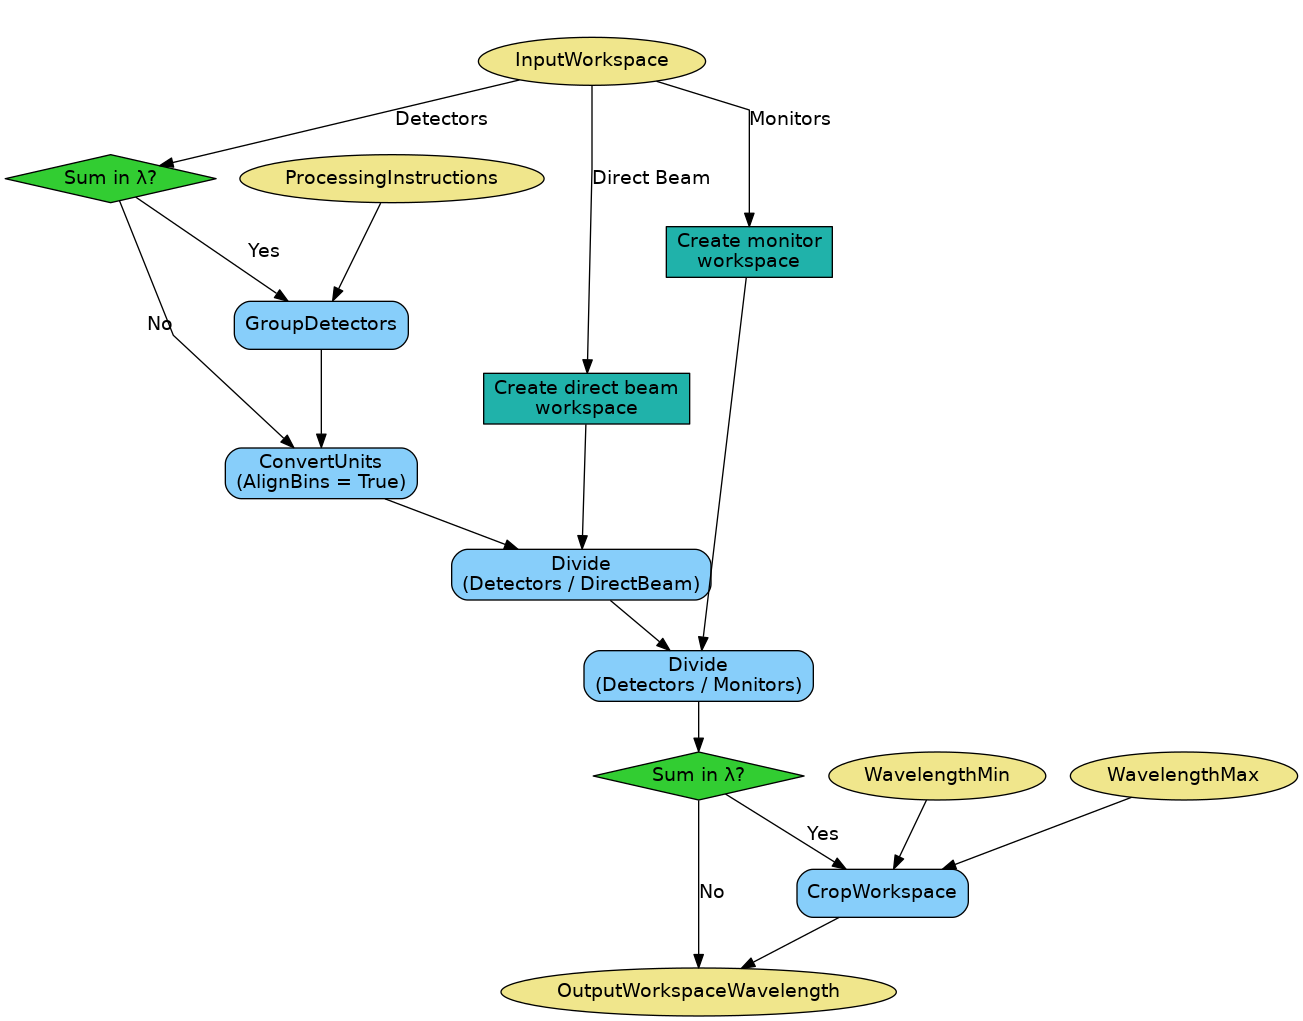 InputWorkspace
Detectors
Monitors
Sum in λ?
ProcessingInstructions
Direct Beam
Yes
Create monitor
workspace
No
GroupDetectors
Create direct beam
workspace
ConvertUnits
(AlignBins = True)
Divide
(Detectors / DirectBeam)
Divide
(Detectors / Monitors)
Sum in λ?
WavelengthMin
WavelengthMax
Yes
No
CropWorkspace
OutputWorkspaceWavelength